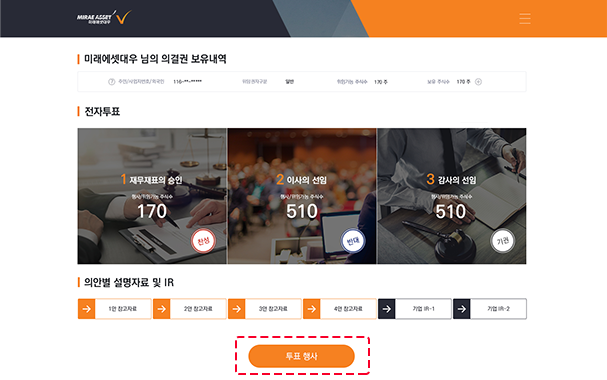 MIRAE ASSET
미래에셋대우
미래에셋대우 님의 의결권 보유내역
주민/사업자번호/외국인 116-**-***** 위임권자구분 일반 위임가능 주식수 170 주 보유 주식수 170 주
전자투표
1 재무재표의 승인
행사/위임가능 주식수
170
찬성
2 이사의 선임
행사/위임가능 주식수
510
반대
3 감사의 선임
행사/위임가능 주식수
510
기권
의안별 설명자료 및 IR
1안 참고자료 2안 참고자료 3안 참고자료 4안 참고자료 기업 IR-1 기업 IR-2
투표 행사